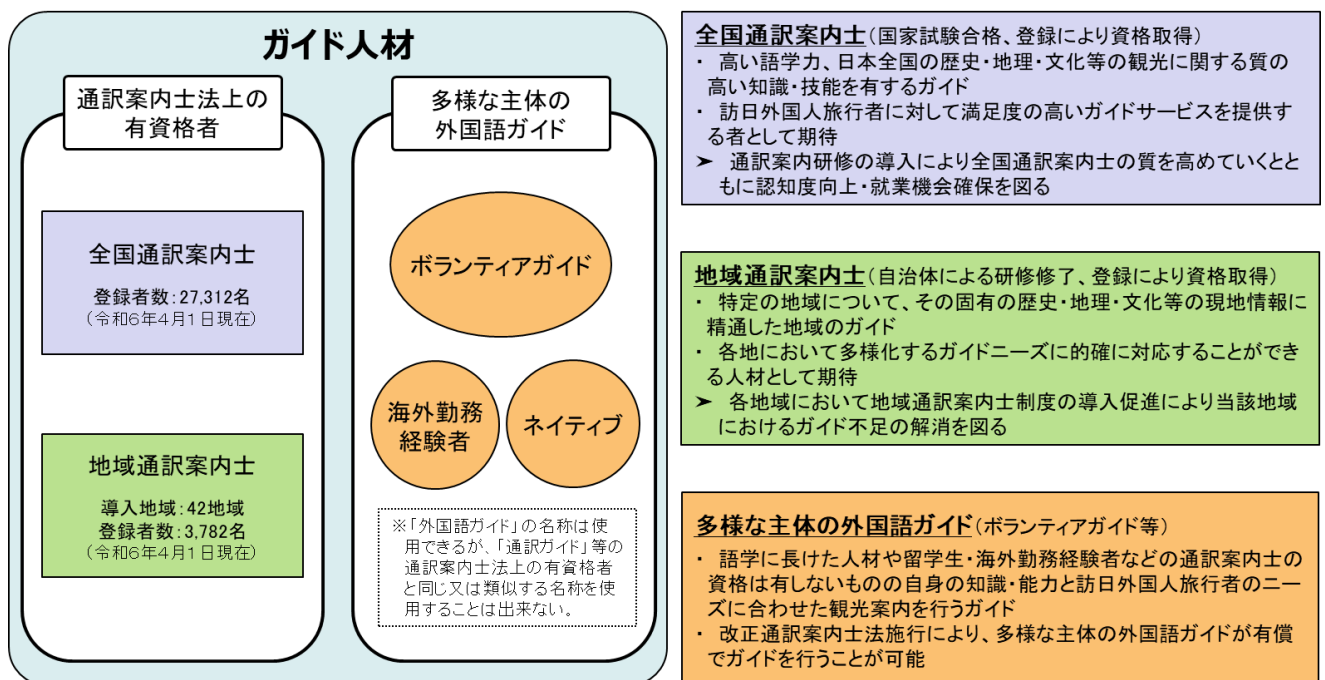 ガイド人材
通訳案内士法上の
有資格者
全国通訳案内士
登録者数：27,312名
（令和６年４月１日現在）
地域通訳案内士
導入地域：42地域
登録者数：3,782名
（令和６年４月１日現在）
多様な主体の
外国語ガイド
ボランティアガイド
海外勤務
経験者
ネイティブ
※「外国語ガイド」の名称は使
用できるが、「通訳ガイド」等の
通訳案内士法上の有資格者
と同じ又は類似する名称を使
用することは出来ない。
全国通訳案内士（国家試験合格、登録により資格取得）
・ 高い語学力、日本全国の歴史・地理・文化等の観光に関する質の
高い知識・技能を有するガイド
・ 訪日外国人旅行者に対して満足度の高いガイドサービスを提供す
る者として期待
➤ 通訳案内研修の導入により全国通訳案内士の質を高めていくとと
もに認知度向上・就業機会確保を図る
地域通訳案内士（自治体による研修修了、登録により資格取得）
・ 特定の地域について、その固有の歴史・地理・文化等の現地情報に
精通した地域のガイド
・ 各地において多様化するガイドニーズに的確に対応することができ
る人材として期待
➤ 各地域において地域通訳案内士制度の導入促進により当該地域
におけるガイド不足の解消を図る
多様な主体の外国語ガイド（ボランティアガイド等）
・ 語学に長けた人材や留学生・海外勤務経験者などの通訳案内士の
資格は有しないものの自身の知識・能力と訪日外国人旅行者のニー
ズに合わせた観光案内を行うガイド
・ 改正通訳案内士法施行により、多様な主体の外国語ガイドが有償
でガイドを行うことが可能